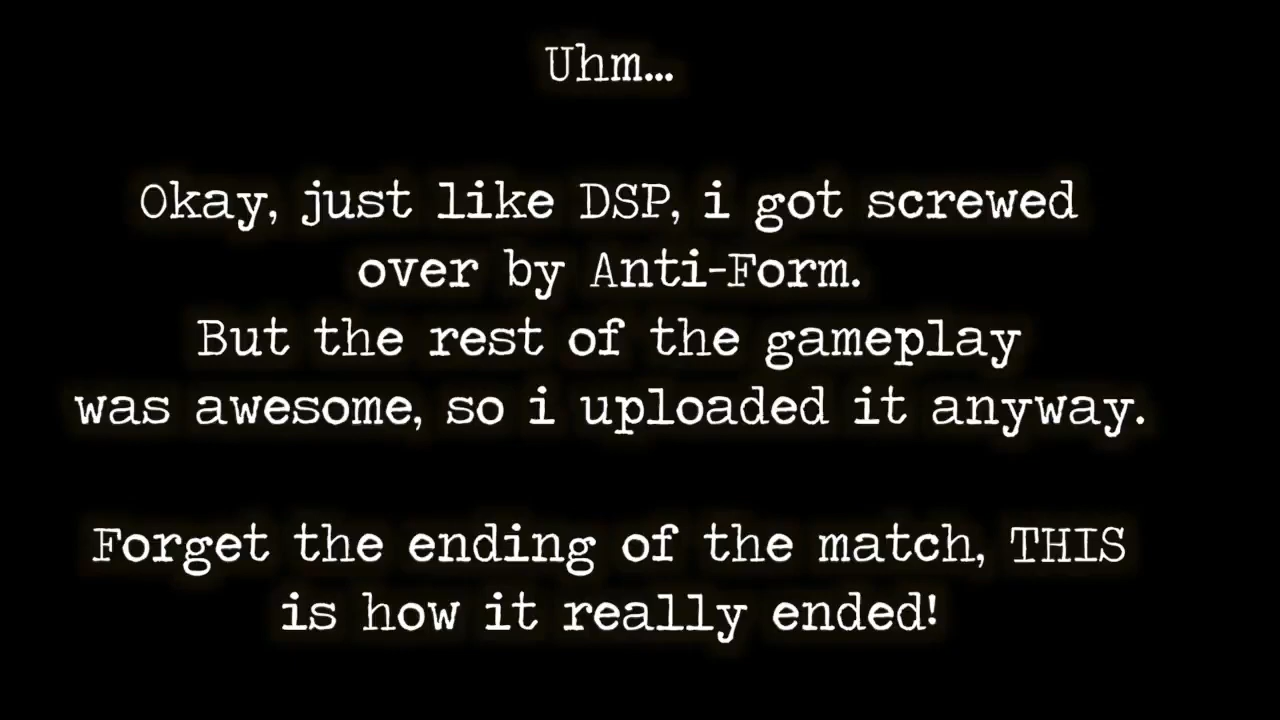 Uhm...
Okay, just like DSP, i got screwed
over by Anti-Form.
But the rest of the gameplay
was awesome, so i uploaded it anyway.
Forget the ending of the match, THIS
is how it really ended!